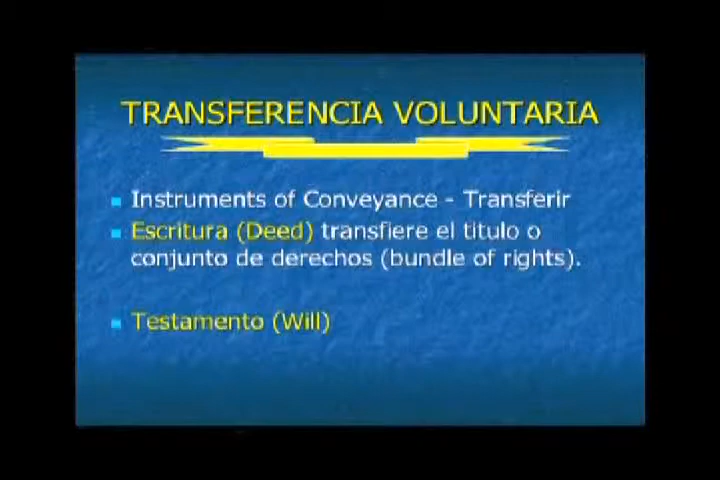 TRANSFERENCIA VOLUNTARIA
Instruments of Conveyance - Transferir
Escritura (Deed) transfiere el titulo o
conjunto de derechos (bundle of rights).
Testamento (Will)